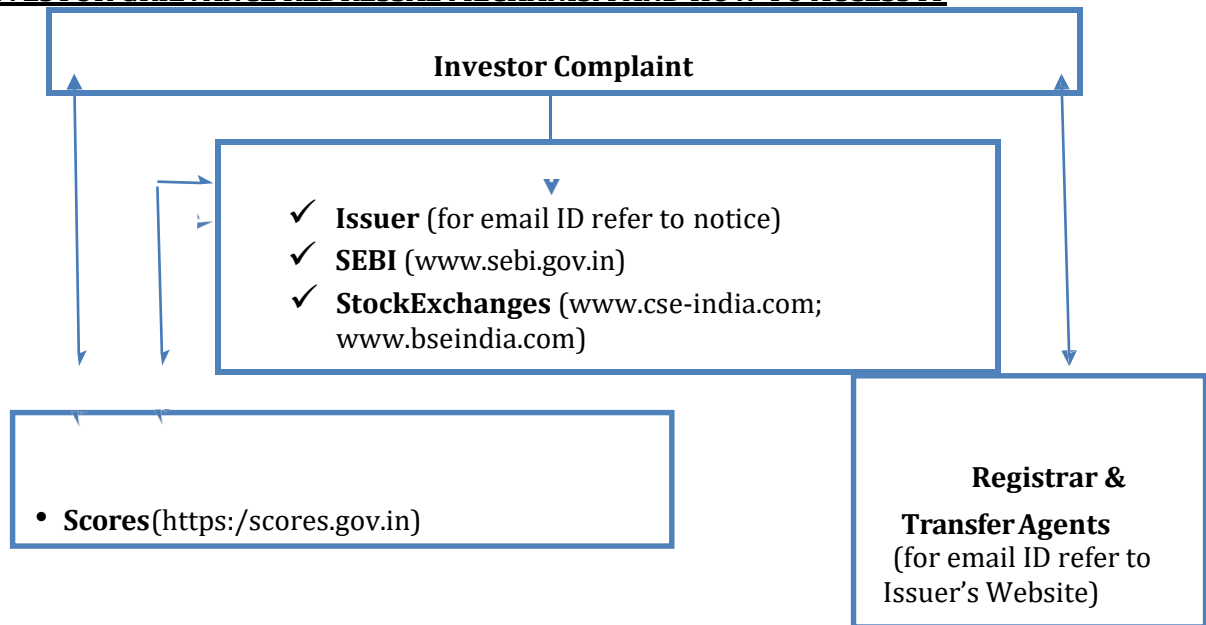 Investor Complaint
✓ Issuer (for email ID refer to notice)
✓ SEBI (www.sebi.gov.in)
✓ StockExchanges (www.cse-india.com;
www.bseindia.com)
• Scores(https:/scores.gov.in)
Registrar &
Transfer Agents
(for email ID refer to
Issuer’s Website)